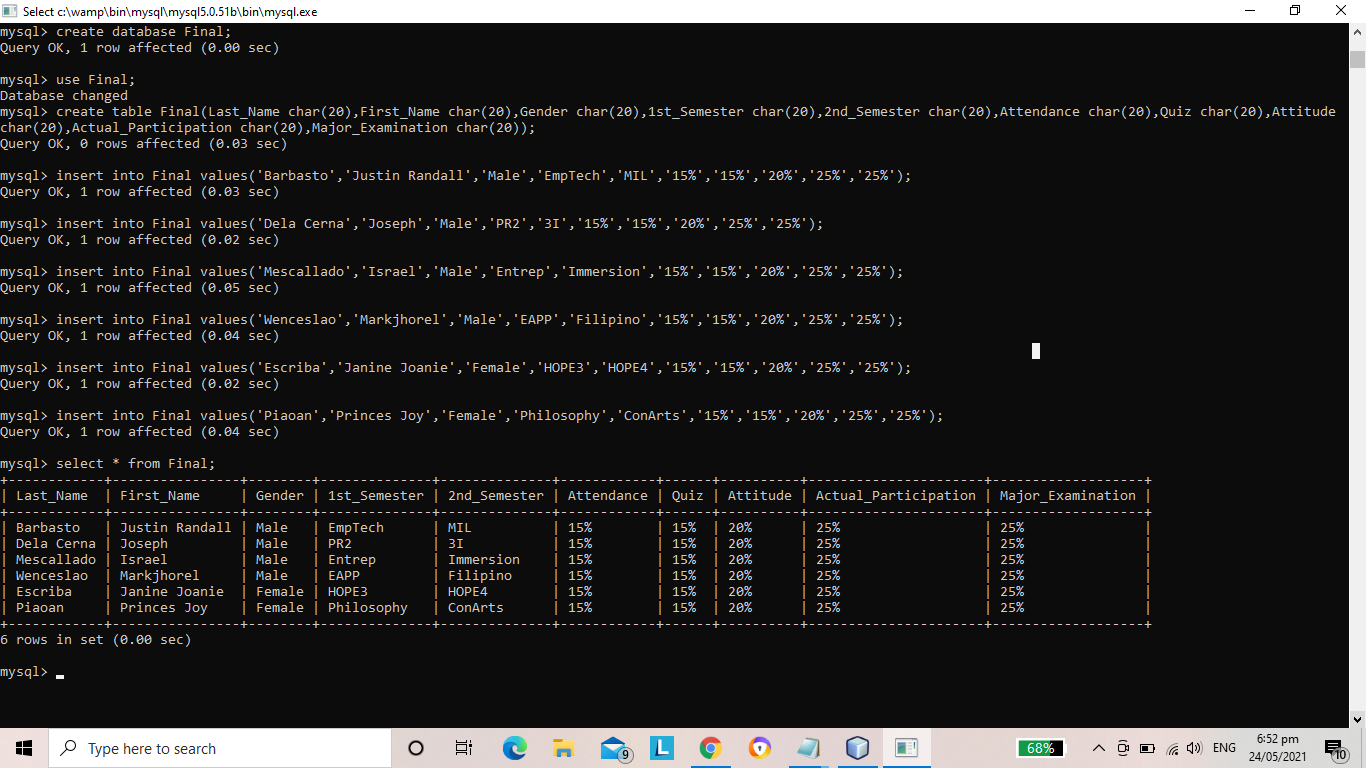 Select c:\wamp\bin\mysql\mysql5.0.51b\bin\mysql.exe
mysql> create database Final;
Query OK, 1 row affected (0.00 sec)
mysql> use Final;
Database changed
mysql> create table Final(Last_Name char(20),First_Name char(20),Gender char(20),1st_Semester char(20),2nd_Semester char(20),Attendance char(20),Quiz char(20),Attitude
char(20),Actual_Participation char(20),Major_Examination char(20));
Query OK, 0 rows affected (0.03 sec)
mysql> insert into Final values('Barbasto','Justin Randall','Male','EmpTech','MIL','15%','15%','20%','25%','25%');
Query OK, 1 row affected (0.03 sec)
mysql> insert into Final values('Dela Cerna','Joseph','Male','PR2','3I','15%','15%','20%','25%','25%');
Query OK, 1 row affected (0.02 sec)
mysql> insert into Final values('Mescallado','Israel','Male','Entrep','Immersion','15%','15%','20%','25%','25%');
Query OK, 1 row affected (0.05 sec)
mysql> insert into Final values('Wenceslao','Markjhorel','Male','EAPP','Filipino','15%','15%','20%','25%','25%');
Query OK, 1 row affected (0.04 sec)
mysql> insert into Final values('Escriba','Janine Joanie','Female','HOPE3','HOPE4','15%','15%','20%','25%','25%');
Query OK, 1 row affected (0.02 sec)
mysql> insert into Final values('Piaoan','Princes Joy','Female','Philosophy','ConArts','15%','15%','20%','25%','25%');
Query OK, 1 row affected (0.04 sec)
mysql> select * from Final;
+------------+----------------+--------+--------------+--------------+------------+------+----------+----------------------+-------------------+
| Last_Name  | First_Name     | Gender | 1st_Semester | 2nd_Semester | Attendance | Quiz | Attitude | Actual_Participation | Major_Examination |
+------------+----------------+--------+--------------+--------------+------------+------+----------+----------------------+-------------------+
| Barbasto   | Justin Randall | Male   | EmpTech      | MIL          | 15%        | 15%  | 20%      | 25%                  | 25%               |
| Dela Cerna | Joseph         | Male   | PR2          | 3I           | 15%        | 15%  | 20%      | 25%                  | 25%               |
| Mescallado | Israel         | Male   | Entrep       | Immersion    | 15%        | 15%  | 20%      | 25%                  | 25%               |
| Wenceslao  | Markjhorel     | Male   | EAPP         | Filipino     | 15%        | 15%  | 20%      | 25%                  | 25%               |
| Escriba    | Janine Joanie  | Female | HOPE3        | HOPE4        | 15%        | 15%  | 20%      | 25%                  | 25%               |
| Piaoan     | Princes Joy    | Female | Philosophy   | ConArts      | 15%        | 15%  | 20%      | 25%                  | 25%               |
+------------+----------------+--------+--------------+--------------+------------+------+----------+----------------------+-------------------+
6 rows in set (0.00 sec)
mysql>
Type here to search
9
L
68%
ENG
6:52 pm
24/05/2021
10